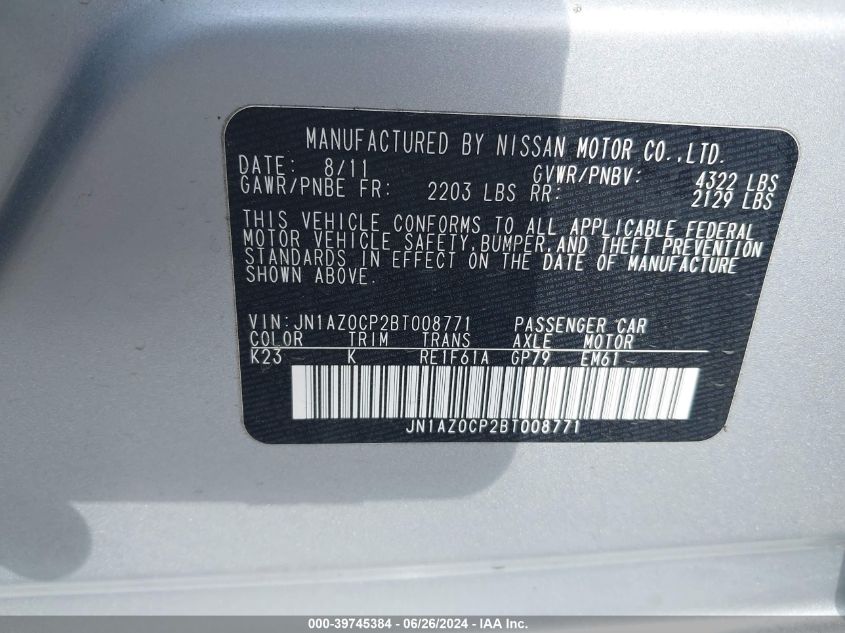 MANUFACTURED BY NISSAN MOTOR CO.,LTD.
DATE: 8/11 GVWR/PNBV: 4322 LBS
GAWR/PNBE FR: 2203 LBS RR: 2129 LBS
THIS VEHICLE CONFORMS TO ALL APPLICABLE FEDERAL
MOTOR VEHICLE SAFETY,BUMPER,AND THEFT PREVENTION
STANDARDS IN EFFECT ON THE DATE OF MANUFACTURE
SHOWN ABOVE.
VIN:JN1AZ0CP2BT008771 PASSENGER CAR
COLOR TRIM TRANS AXLE MOTOR
K23 K RE1F61A GP79 EM61
JN1AZ0CP2BT008771
000-39745384 - 06/26/2024 - IAA Inc.